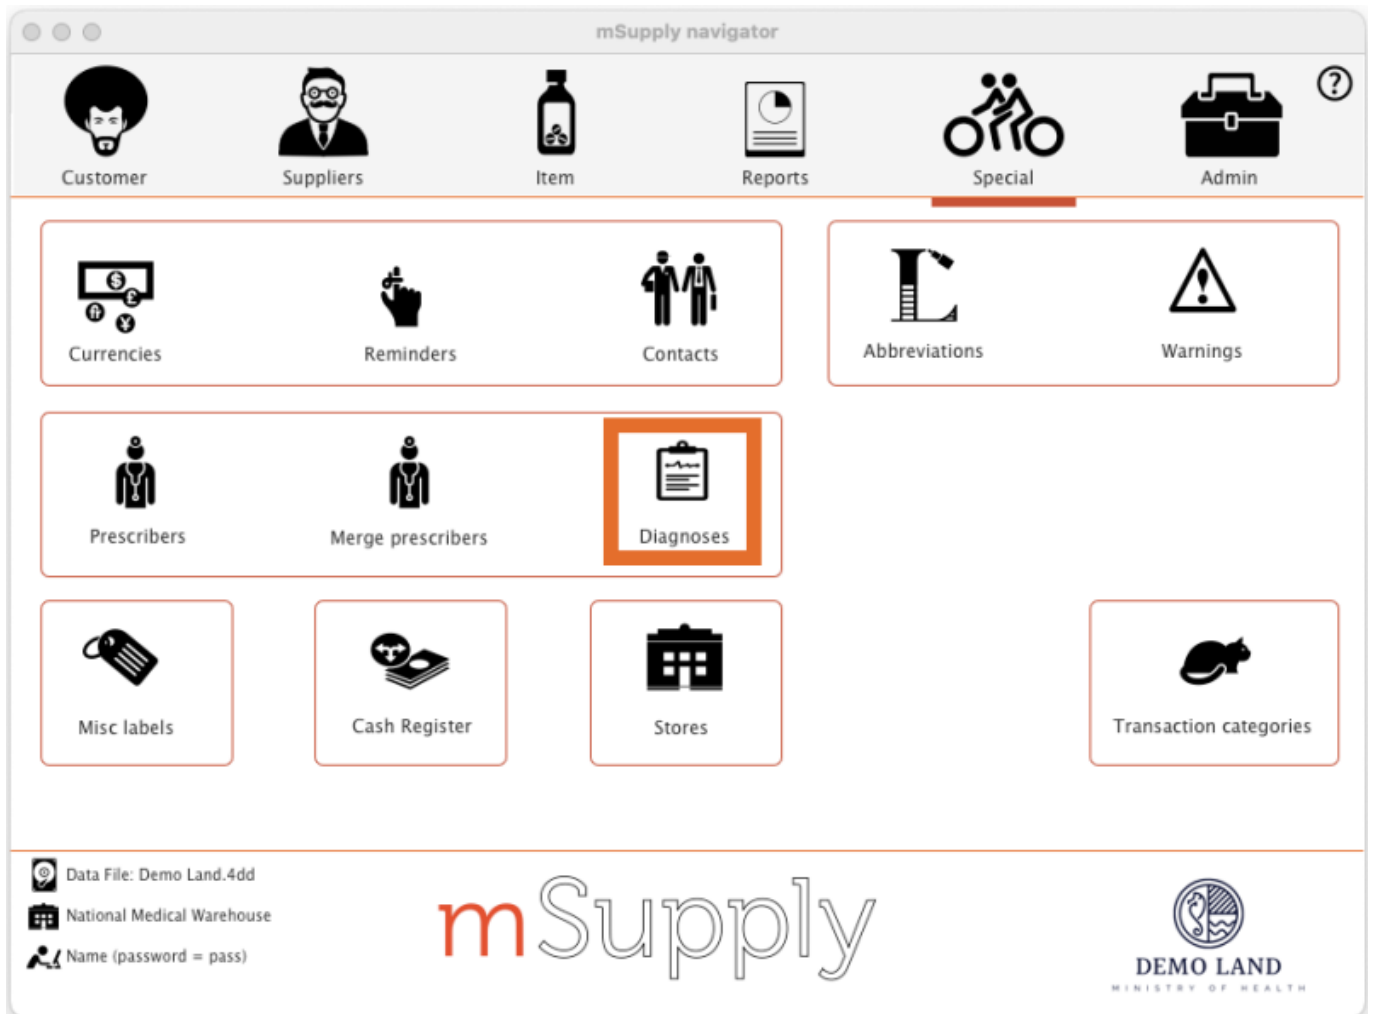 mSupply navigator
Customer
Suppliers
Item
Reports
Special
Admin
?
Currencies
Reminders
Contacts
Abbreviations
Warnings
Prescribers
Merge prescribers
Diagnoses
Misc labels
Cash Register
Stores
Transaction categories
Data File: Demo Land.4dd
National Medical Warehouse
Name (password = pass)
mSupply
DEMO LAND
MINISTRY OF HEALTH